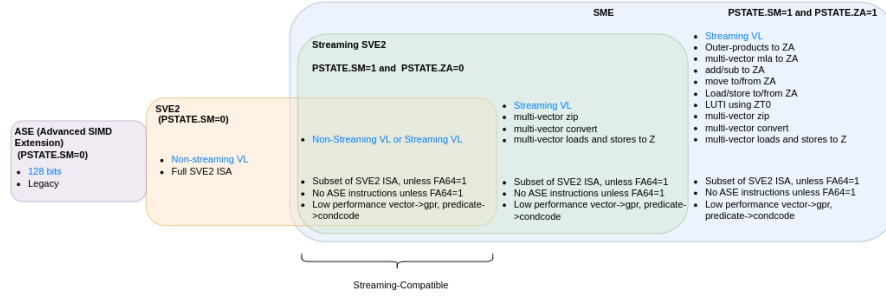 SME
PSTATE.SM=1 and PSTATE.ZA=1
Streaming SVE2
PSTATE.SM=1 and PSTATE.ZA=0
SVE2
(PSTATE.SM=0)
ASE (Advanced SIMD
Extension)
(PSTATE.SM=0)
• 128 bits
• Legacy
• Non-streaming VL
• Full SVE2 ISA
• Non-Streaming VL or Streaming VL
• Subset of SVE2 ISA, unless FA64=1
• No ASE instructions unless FA64=1
• Low performance vector->gpr, predicate-
>condcode
• Streaming VL
• multi-vector zip
• multi-vector convert
• multi-vector loads and stores to Z
• Subset of SVE2 ISA, unless FA64=1
• No ASE instructions unless FA64=1
• Low performance vector->gpr, predicate-
>condcode
• Streaming VL
• Outer-products to ZA
• multi-vector mla to ZA
• add/sub to ZA
• move to/from ZA
• Load/store to/from ZA
• LUTI using ZT0
• multi-vector zip
• multi-vector convert
• multi-vector loads and stores to Z
• Subset of SVE2 ISA, unless FA64=1
• No ASE instructions unless FA64=1
• Low performance vector->gpr,
predicate->condcode
Streaming-Compatible